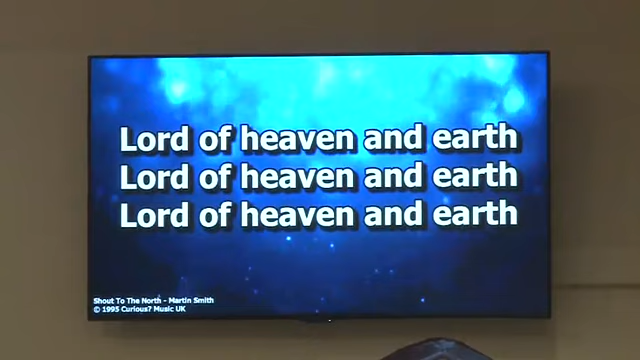 Lord of heaven and earth
Lord of heaven and earth
Lord of heaven and earth
Shout To The North - Martin Smith
© 1995 Curious? Music UK